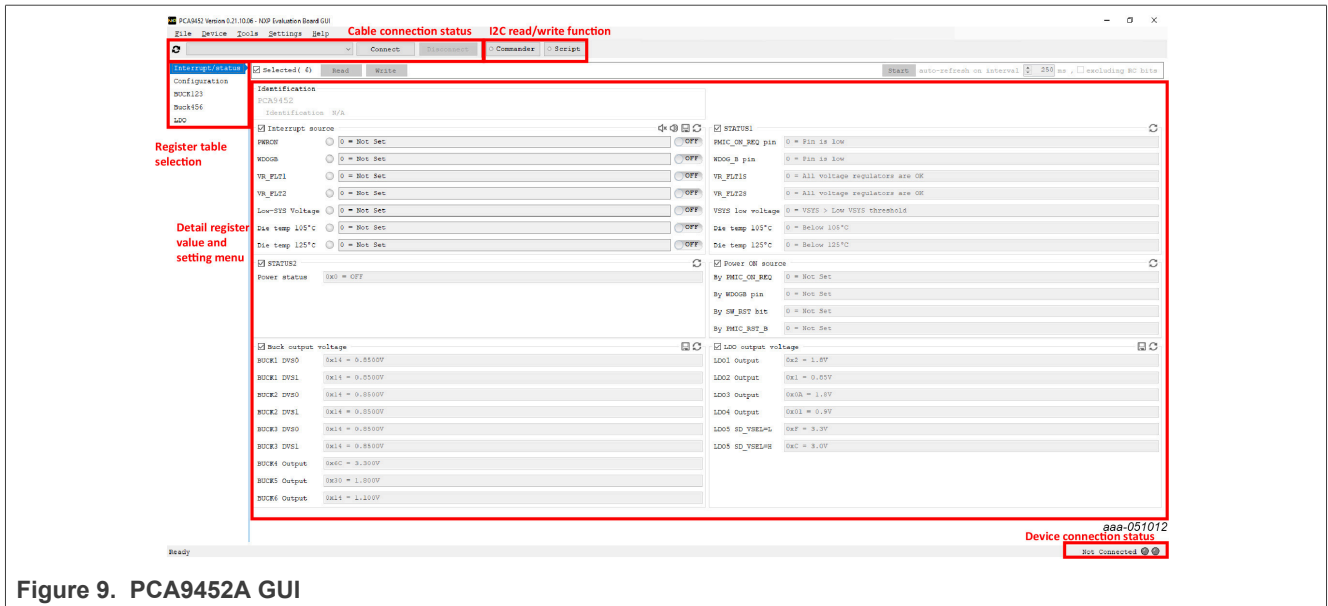 PCA9452 Version 0.21.10.06 - NXP Evaluation Board GUI
File Device Tools Settings Help
Cable connection status I2C read/write function
Connect Disconnect Commander Script
Interrupt/status
Configuration
BUCK123
Buck456
LDO
Register table
selection
Detail register
value and
setting menu
Selected( 6) Read Write Start auto-refresh on interval 250 ms , excluding NC bits
Identification
PCA9452
Identification N/A
Interrupt source
PWRON 0 = Not Set OFF
WDOGB 0 = Not Set OFF
VR_FLT1 0 = Not Set OFF
VR_FLT2 0 = Not Set OFF
Low-SYS Voltage 0 = Not Set OFF
Die temp 105°C 0 = Not Set OFF
Die temp 125°C 0 = Not Set OFF
STATUS1
PMIC_ON_REQ pin 0 = Pin is low
WDOG_B pin 0 = Pin is low
VR_FLT1S 0 = All voltage regulators are OK
VR_FLT2S 0 = All voltage regulators are OK
VSYS low voltage 0 = VSYS > Low VSYS threshold
Die temp 105°C 0 = Below 105°C
Die temp 125°C 0 = Below 125°C
STATUS2
Power status 0x0 = OFF
Power ON source
By PMIC_ON_REQ 0 = Not Set
By WDOGB pin 0 = Not Set
By SW_RST bit 0 = Not Set
By PMIC_RST_B 0 = Not Set
Buck output voltage
BUCK1 DVS0 0x14 = 0.8500V
BUCK1 DVS1 0x14 = 0.8500V
BUCK2 DVS0 0x14 = 0.8500V
BUCK2 DVS1 0x14 = 0.8500V
BUCK3 DVS0 0x14 = 0.8500V
BUCK3 DVS1 0x14 = 0.8500V
BUCK4 Output 0x6C = 3.300V
BUCK5 Output 0x30 = 1.800V
BUCK6 Output 0x14 = 1.100V
LDO output voltage
LDO1 Output 0x2 = 1.8V
LDO2 Output 0x1 = 0.85V
LDO3 Output 0x0A = 1.8V
LDO4 Output 0x01 = 0.9V
LDO5 SD_VSEL=L 0xF = 3.3V
LDO5 SD_VSEL=H 0xC = 3.0V
aaa-051012
Device connection status
Ready Not Connected
Figure 9. PCA9452A GUI